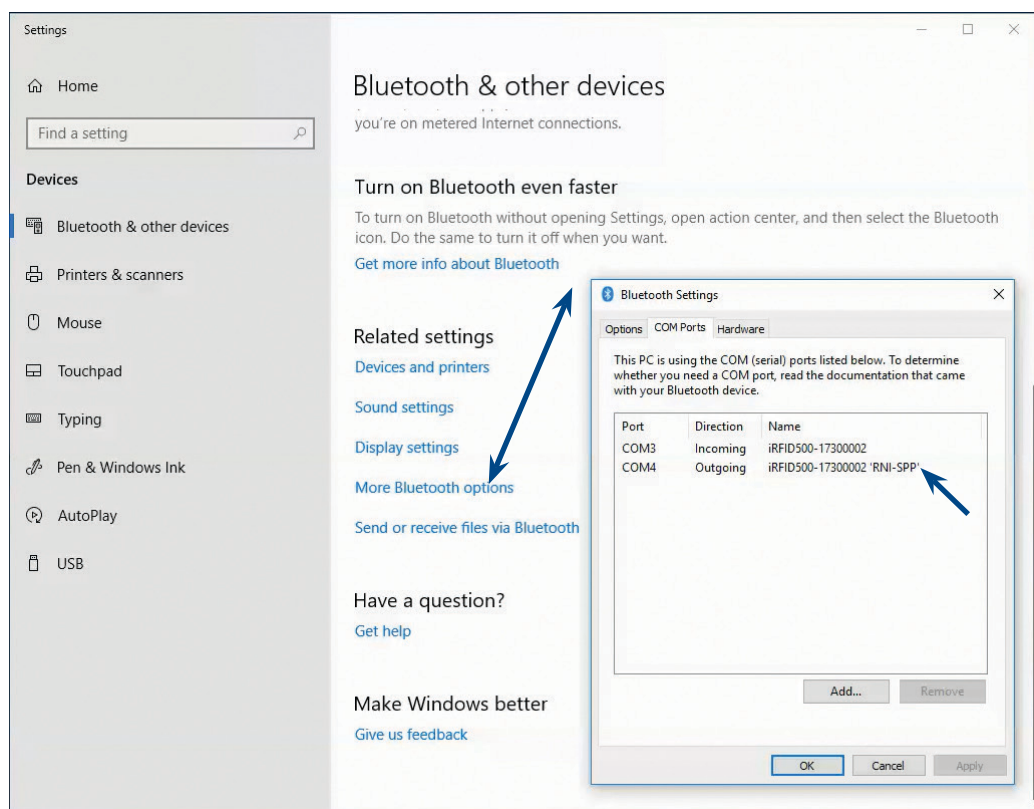 Settings
Home
Find a setting
Devices
Bluetooth & other devices
Printers & scanners
Mouse
Touchpad
Typing
Pen & Windows Ink
AutoPlay
USB
Bluetooth & other devices
you're on metered Internet connections.
Turn on Bluetooth even faster
To turn on Bluetooth without opening Settings, open action center, and then select the Bluetooth
icon. Do the same to turn it off when you want.
Get more info about Bluetooth
Related settings
Devices and printers
Sound settings
Display settings
More Bluetooth options
Send or receive files via Bluetooth
Have a question?
Get help
Make Windows better
Give us feedback
Bluetooth Settings
Options COM Ports Hardware
This PC is using the COM (serial) ports listed below. To determine
whether you need a COM port, read the documentation that came
with your Bluetooth device.
Port Direction Name
COM3 Incoming iRFID500-17300002
COM4 Outgoing iRFID500-17300002 'RNI-SPP'
Add... Remove
OK Cancel Apply